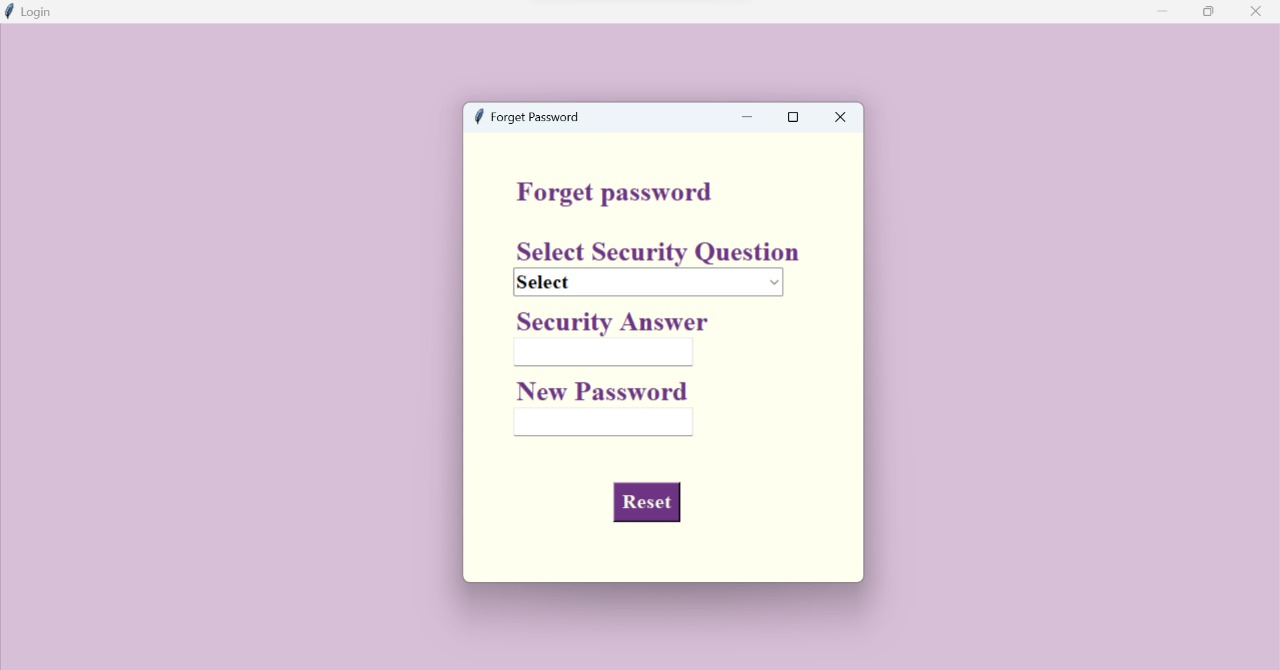 Login
Forget Password
Forget password
Select Security Question
Select
Security Answer
New Password
Reset